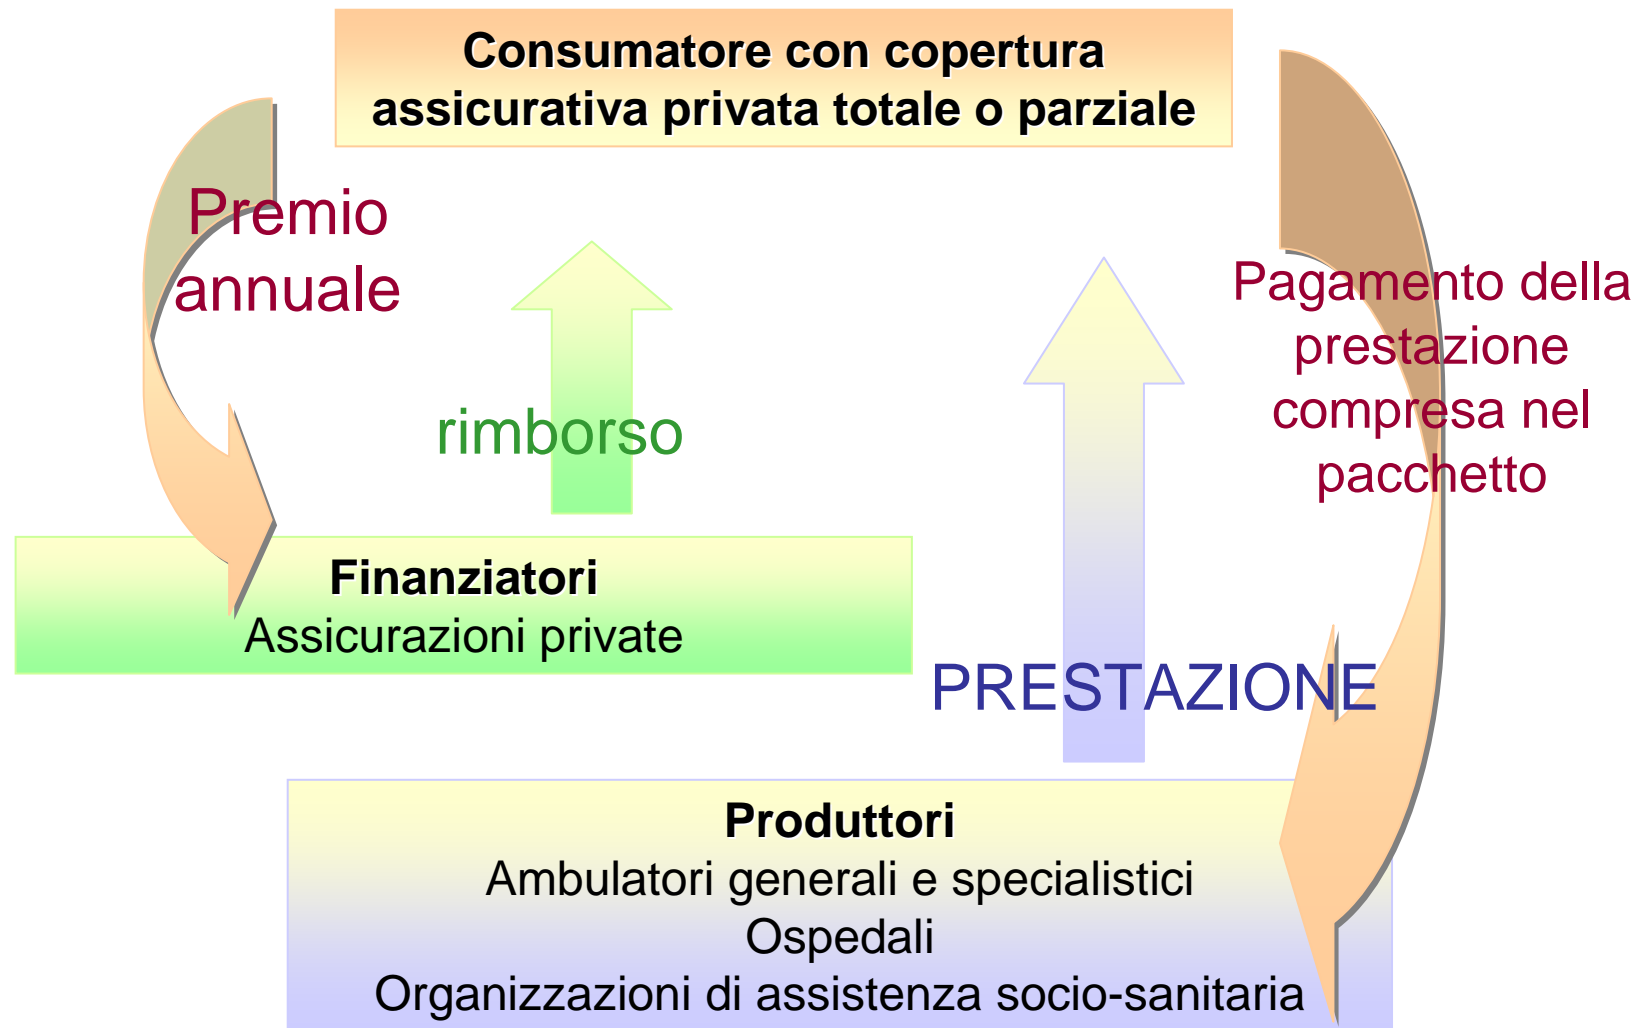 Consumatore con copertura
assicurativa privata totale o parziale
Premio
annuale
rimborso
Pagamento della
prestazione
compresa nel
pacchetto
Finanziatori
Assicurazioni private
PRESTAZIONE
Produttori
Ambulatori generali e specialistici
Ospedali
Organizzazioni di assistenza socio-sanitaria